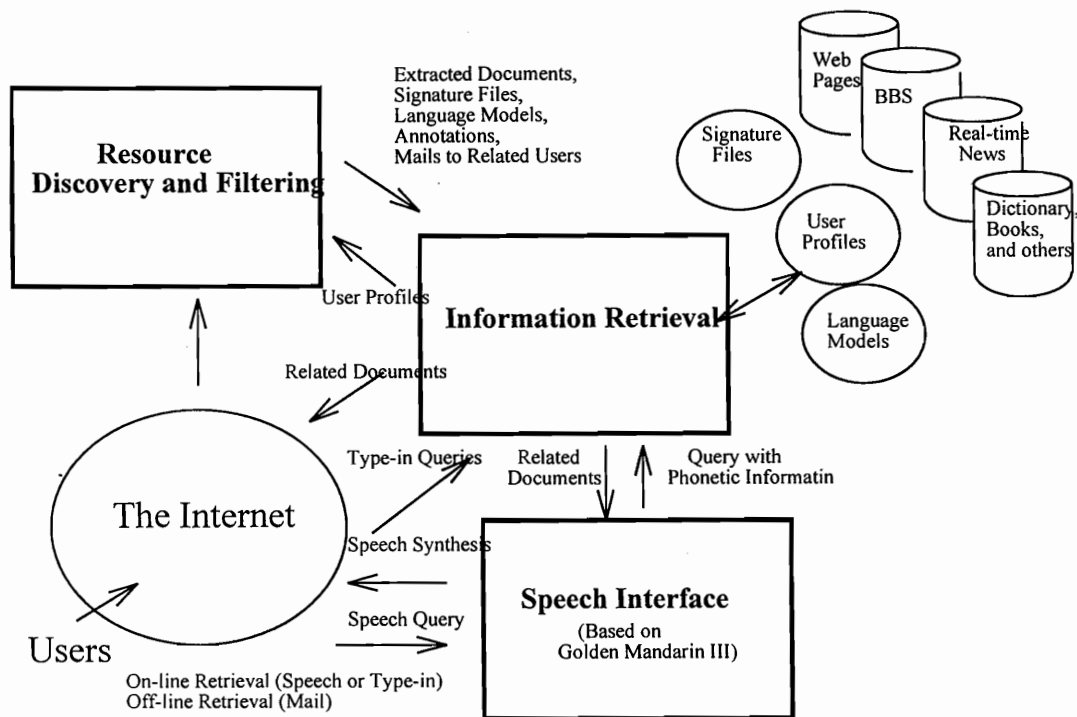 Extracted Documents,
Signature Files,
Language Models,
Annotations,
Mails to Related Users
Web
Pages
BBS
Real-time
News
Dictionary,
Books,
and others
Signature
Files
User
Profiles
Language
Models
Resource
Discovery and Filtering
User Profiles
Information Retrieval
Related Documents
Type-in Queries
Related
Documents
Query with
Phonetic Informatin
The Internet
Speech Synthesis
Speech Query
Speech Interface
(Based on
Golden Mandarin III)
Users
On-line Retrieval (Speech or Type-in)
Off-line Retrieval (Mail)